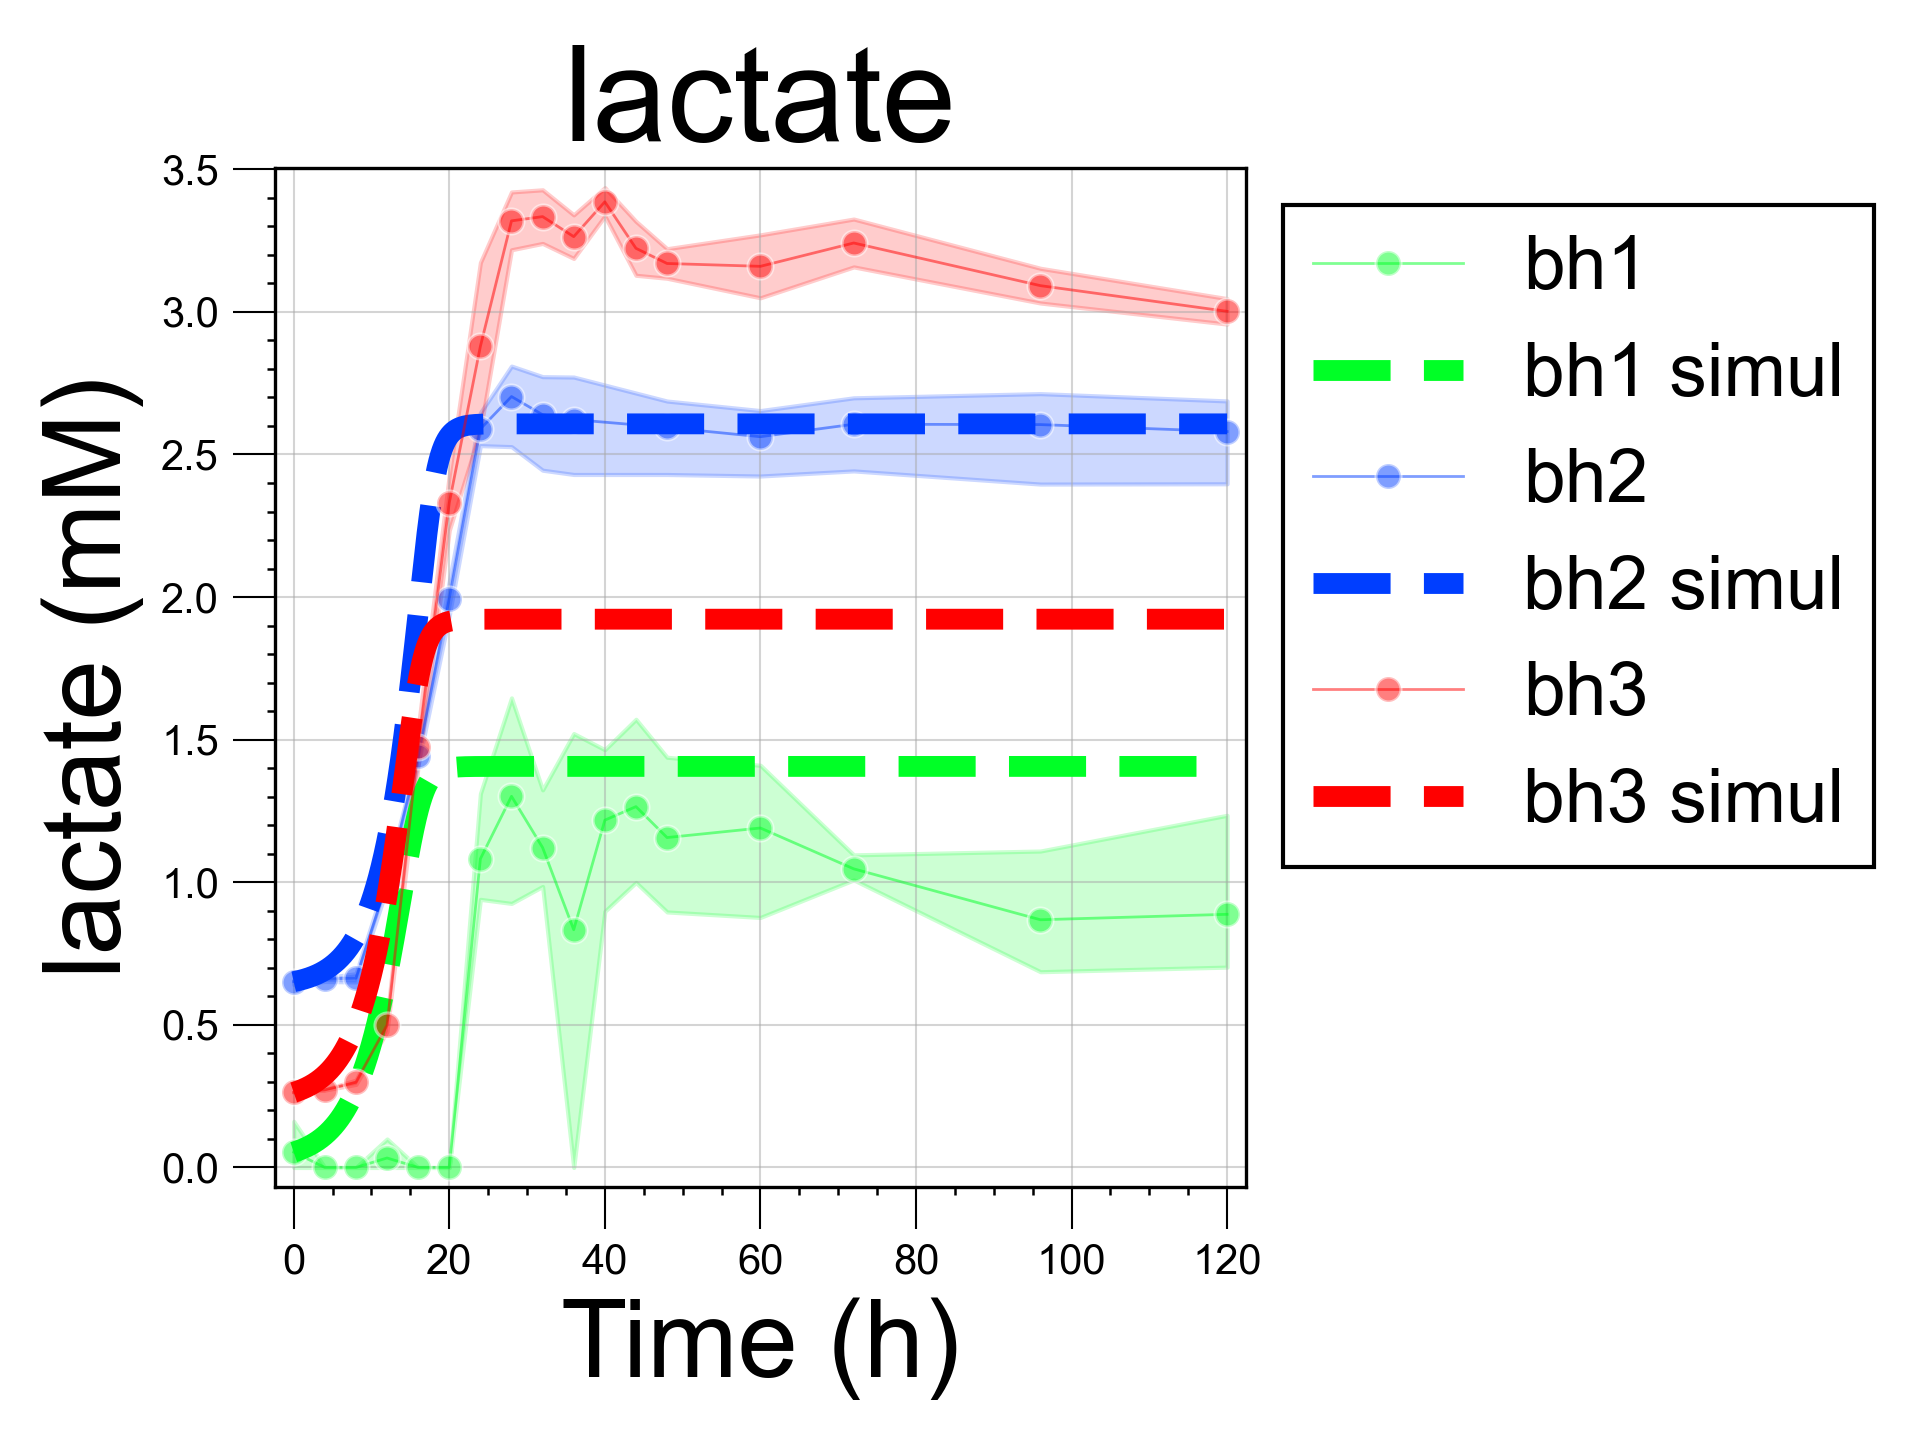 lactate
lactate (mM)
3.5
3.0
2.5
2.0
1.5
1.0
0.5
0.0
0 20 40 60 80 100 120
Time (h)
bh1
bh1 simul
bh2
bh2 simul
bh3
bh3 simul